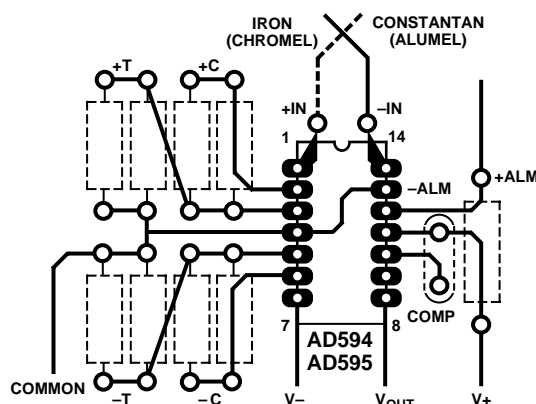 IRON CONSTANTAN
(CHROMEL) (ALUMEL)
+T +C
+IN –IN
1 14
+ALM
–ALM
COMP
7 8
AD594
AD595
COMMON –T –C V– VOUT V+